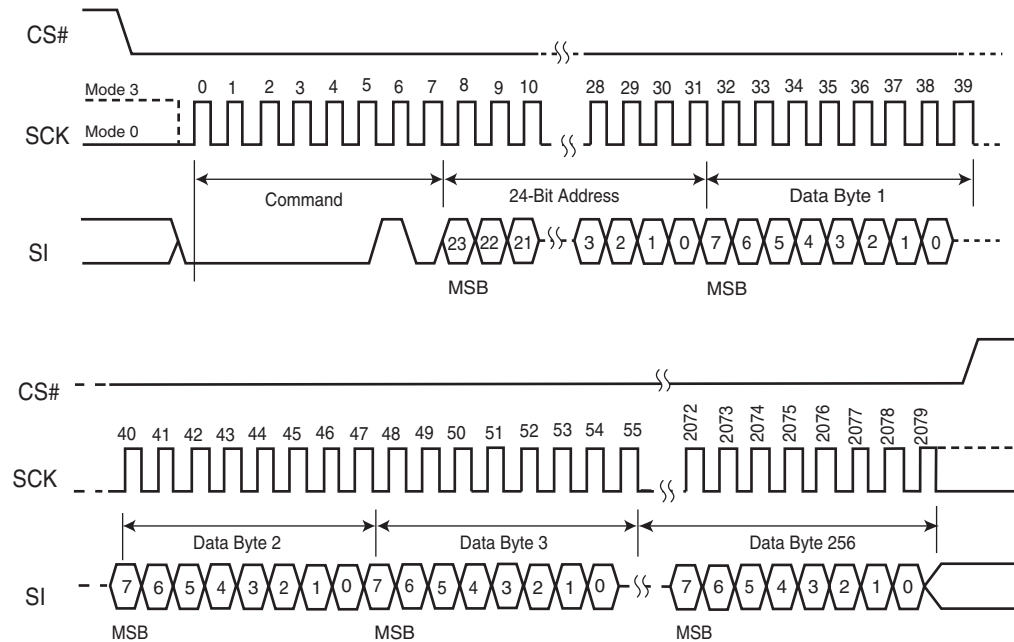 CS#
Mode 3
0 1 2 3 4 5 6 7 8 9 10 28 29 30 31 32 33 34 35 36 37 38 39
SCK
Mode 0
Command
24-Bit Address
Data Byte 1
SI
23 22 21 3 2 1 0 7 6 5 4 3 2 1 0
MSB
MSB
CS#
40 41 42 43 44 45 46 47 48 49 50 51 52 53 54 55 2072 2073 2074 2075 2076 2077 2078 2079
SCK
Data Byte 2
Data Byte 3
Data Byte 256
SI
7 6 5 4 3 2 1 0 7 6 5 4 3 2 1 0 7 6 5 4 3 2 1 0
MSB
MSB
MSB